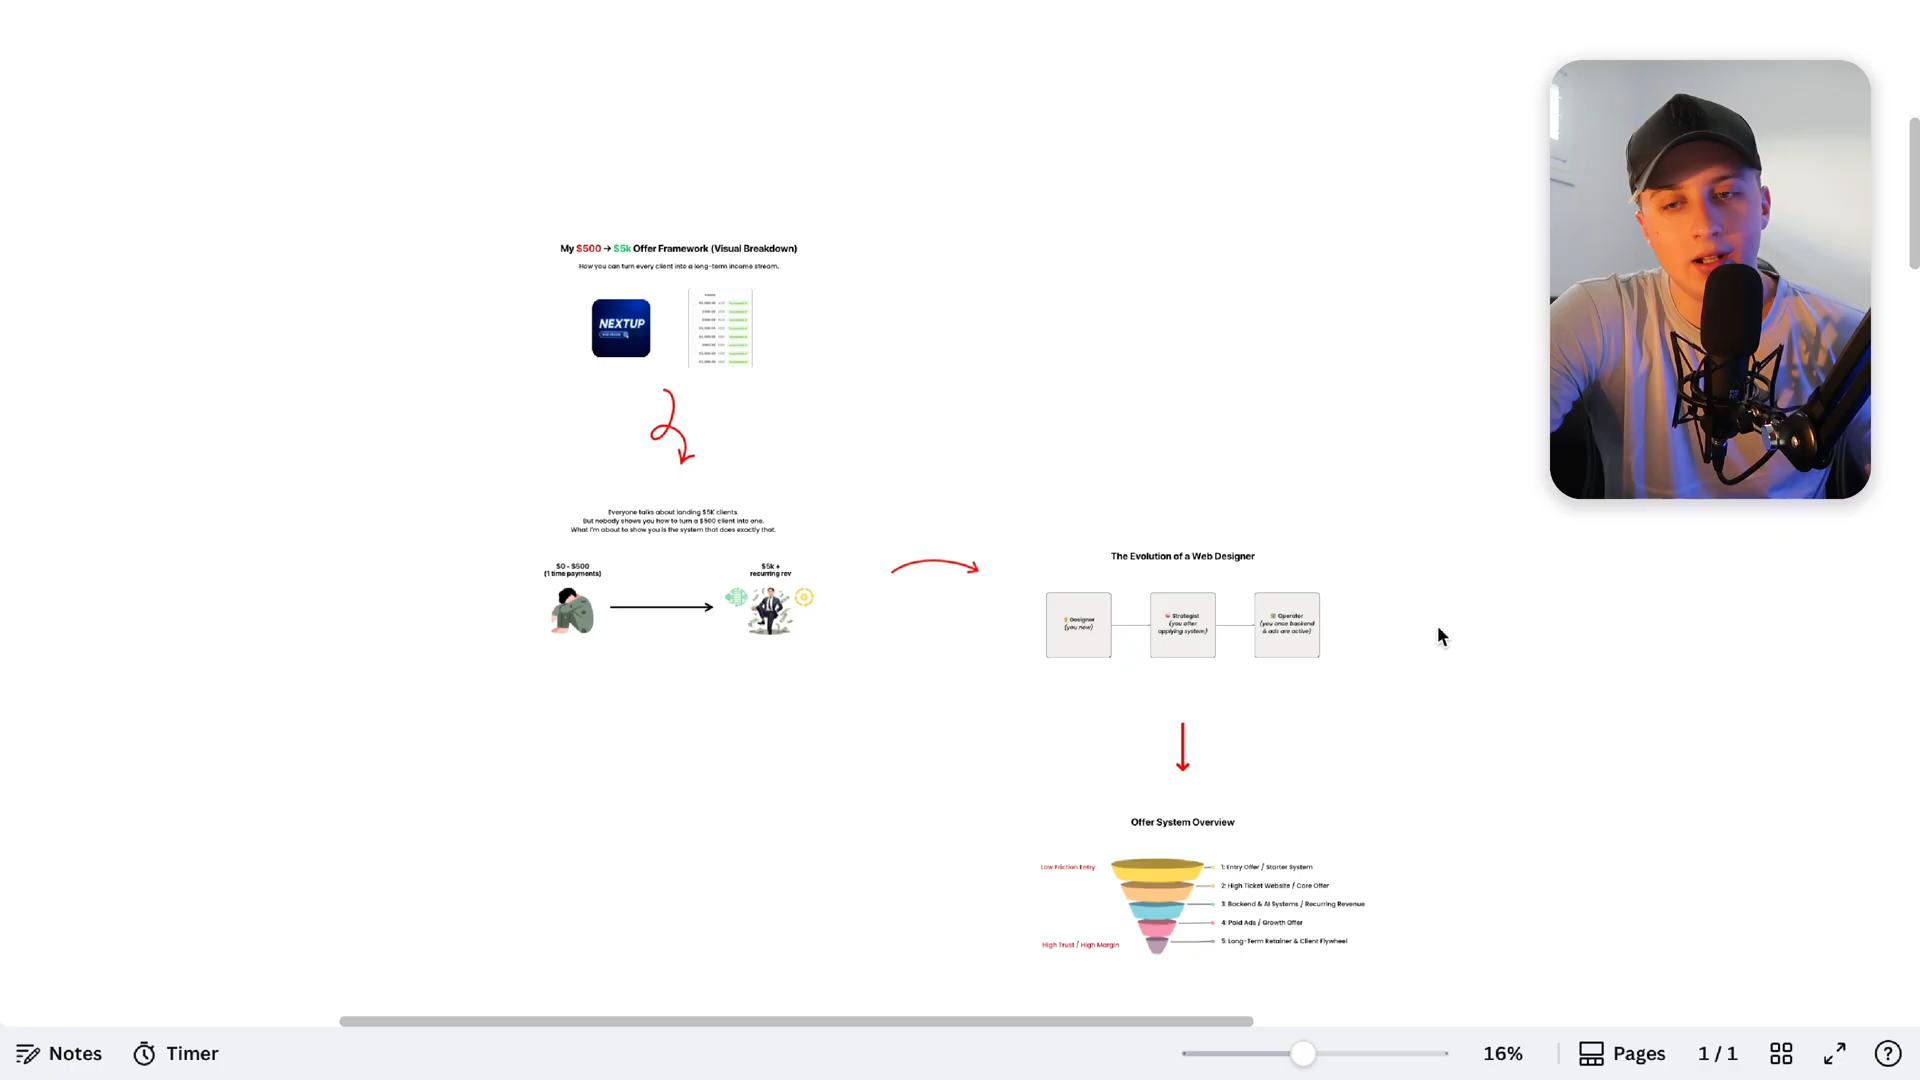 My $500 → $5k Offer Framework (Visual Breakdown)
How you can turn every client into a long-term income stream.
NEXTUP
Everyone talks about landing $5K clients.
But nobody shows you how to turn a $500 client into one.
What I'm about to show you is the system that does exactly that.
$0 - $500
(1 time payments)
$5k +
recurring rev
The Evolution of a Web Designer
Designer
(you now)
Strategist
(you after
applying system)
Operator
(you once backend
& ads are active)
Offer System Overview
Low Friction Entry
1: Entry Offer / Starter System
2: High Ticket Website / Core Offer
3: Backend & AI Systems / Recurring Revenue
4: Paid Ads / Growth Offer
High Trust / High Margin
5: Long-Term Retainer & Client Flywheel
Notes
Timer
16%
Pages
1 / 1